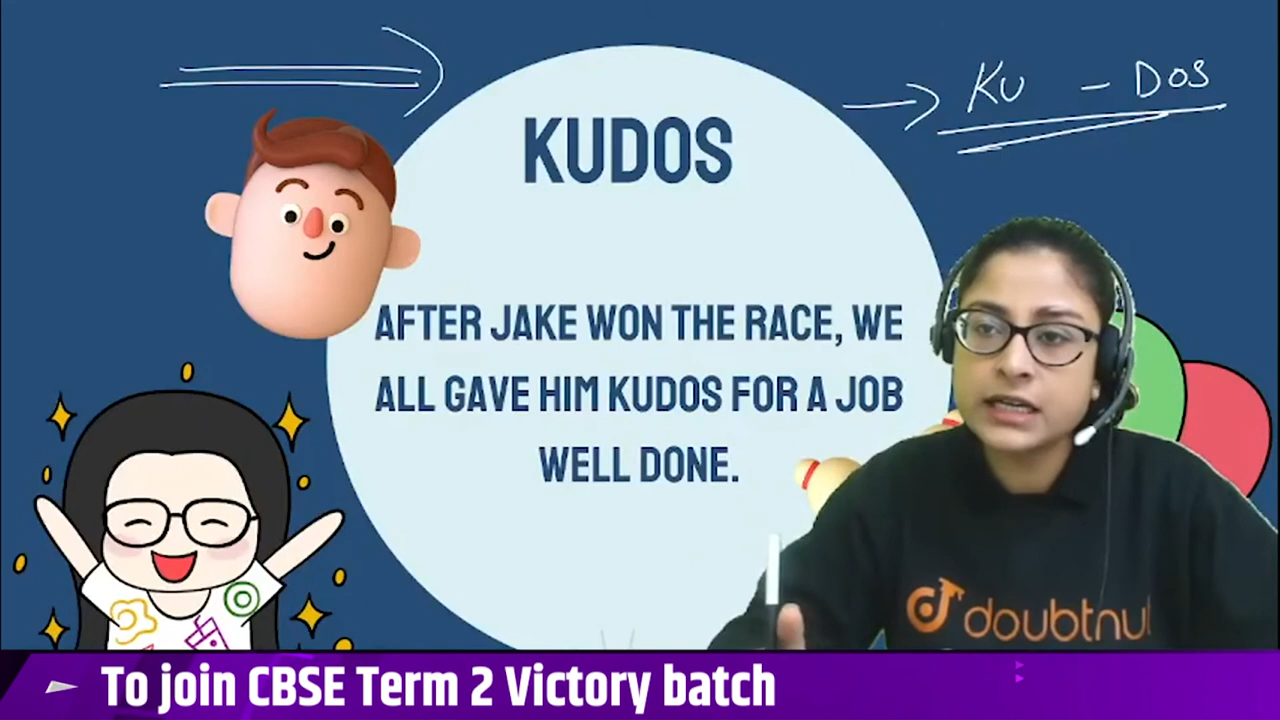 KU - DOS
KUDOS
AFTER JAKE WON THE RACE, WE
ALL GAVE HIM KUDOS FOR A JOB
WELL DONE.
doubtnut
To join CBSE Term 2 Victory batch